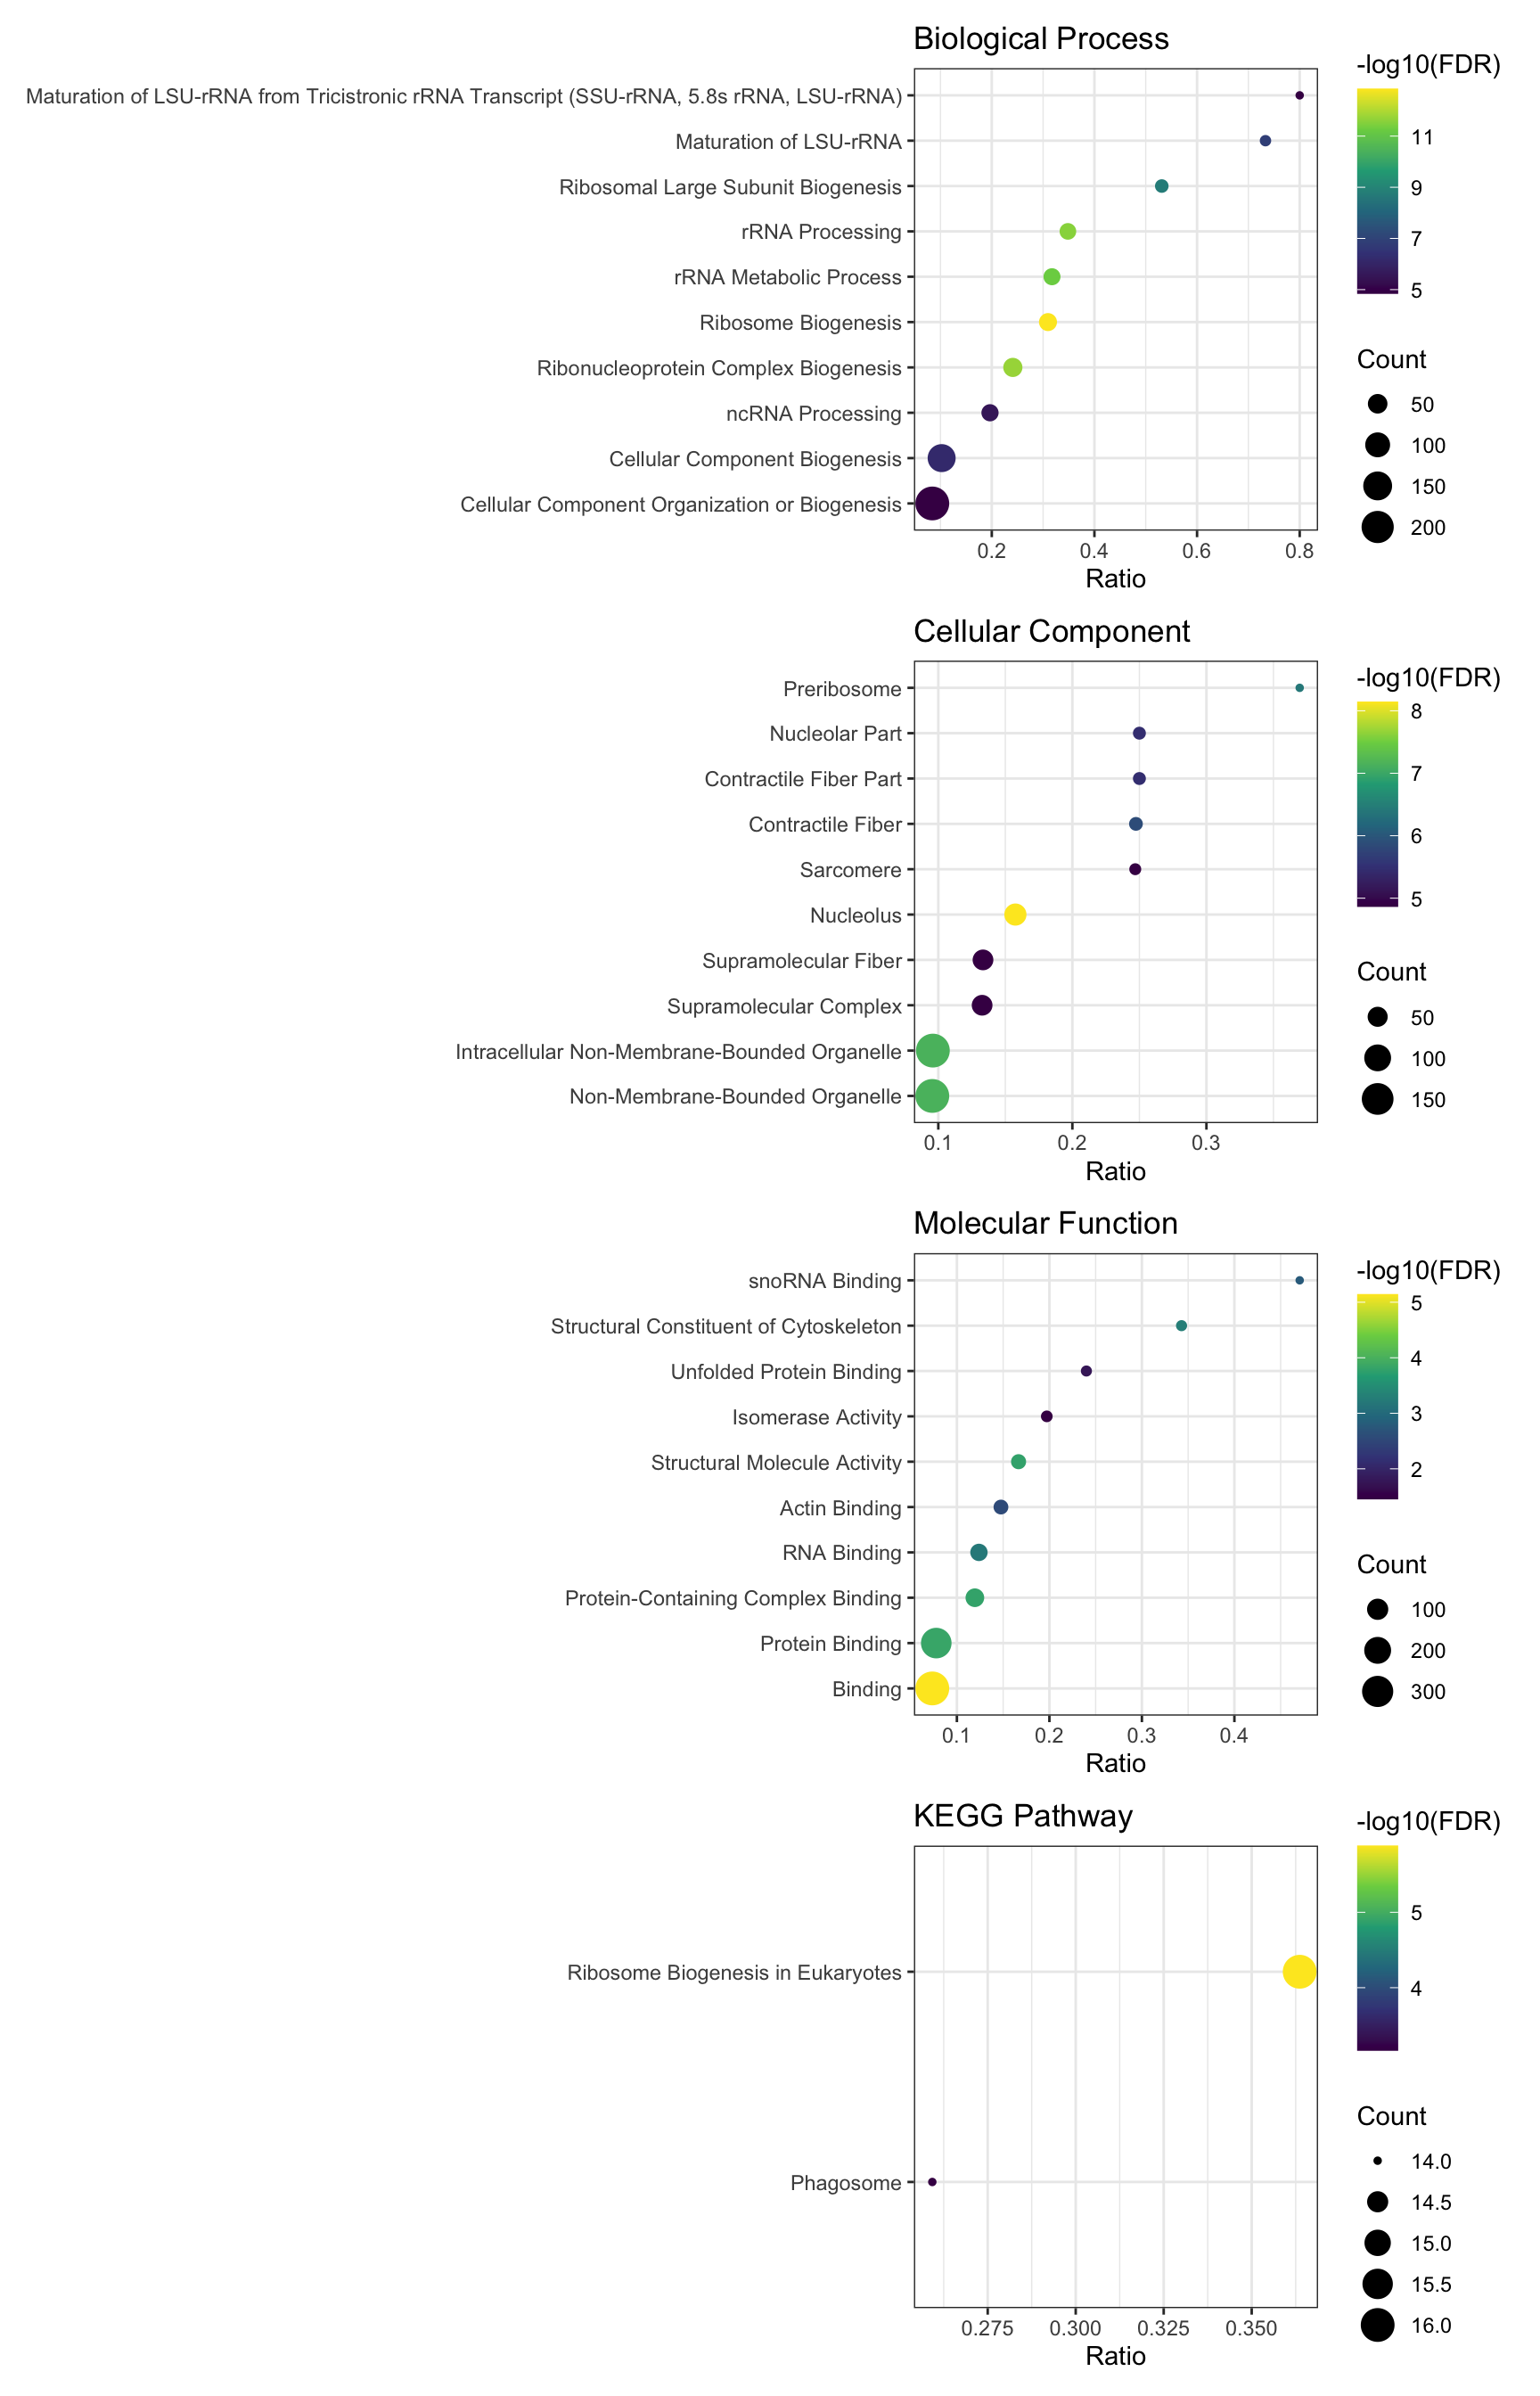 Biological Process
Maturation of LSU-rRNA from Tricistronic rRNA Transcript (SSU-rRNA, 5.8s rRNA, LSU-rRNA)
Maturation of LSU-rRNA
Ribosomal Large Subunit Biogenesis
rRNA Processing
rRNA Metabolic Process
Ribosome Biogenesis
Ribonucleoprotein Complex Biogenesis
ncRNA Processing
Cellular Component Biogenesis
Cellular Component Organization or Biogenesis
0.2 0.4 0.6 0.8
Ratio
-log10(FDR)
11
9
7
5
Count
50
100
150
200
Cellular Component
Preribosome
Nucleolar Part
Contractile Fiber Part
Contractile Fiber
Sarcomere
Nucleolus
Supramolecular Fiber
Supramolecular Complex
Intracellular Non-Membrane-Bounded Organelle
Non-Membrane-Bounded Organelle
0.1 0.2 0.3
Ratio
-log10(FDR)
8
7
6
5
Count
50
100
150
Molecular Function
snoRNA Binding
Structural Constituent of Cytoskeleton
Unfolded Protein Binding
Isomerase Activity
Structural Molecule Activity
Actin Binding
RNA Binding
Protein-Containing Complex Binding
Protein Binding
Binding
0.1 0.2 0.3 0.4
Ratio
-log10(FDR)
5
4
3
2
Count
100
200
300
KEGG Pathway
Ribosome Biogenesis in Eukaryotes
Phagosome
0.275 0.300 0.325 0.350
Ratio
-log10(FDR)
5
4
Count
14.0
14.5
15.0
15.5
16.0